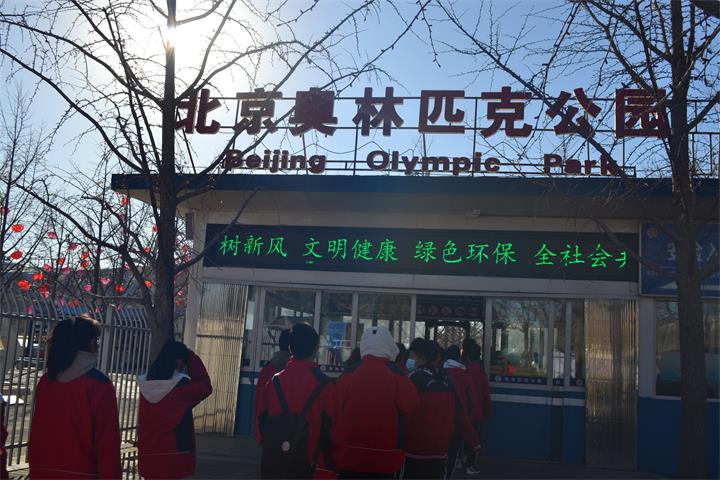 北京奥林匹克公园
Beijing Olympic Park
树新风 文明健康 绿色环保 全社会